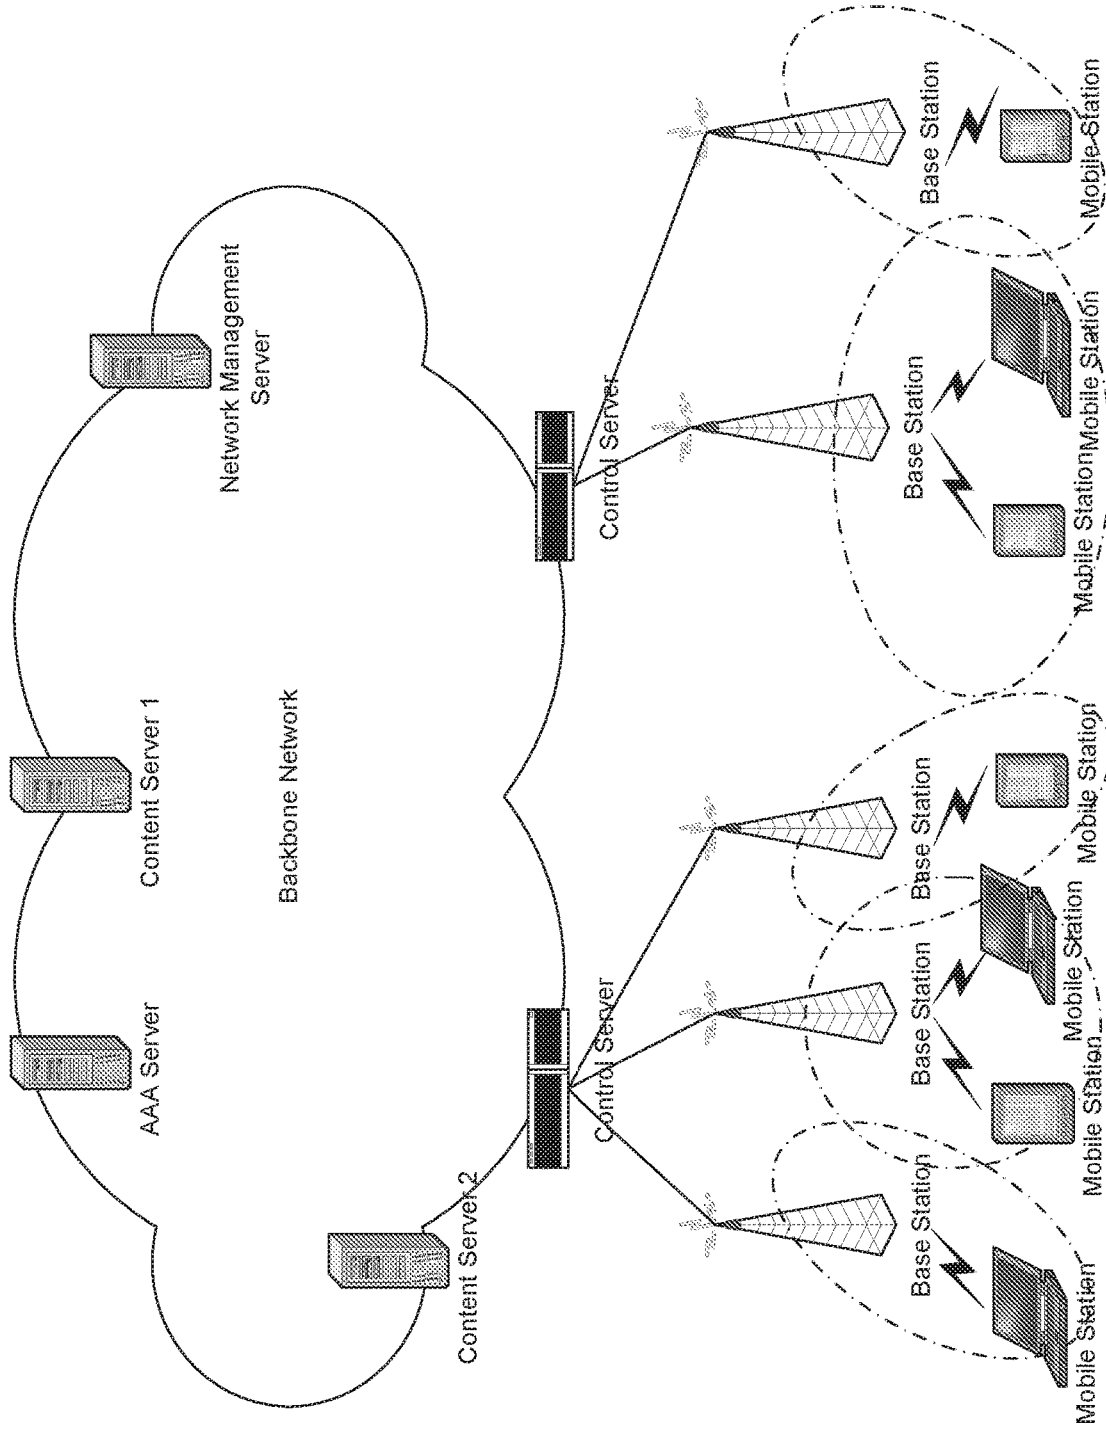 AAA Server
Content Server 1
Network Management
Server
Backbone Network
Content Server 2
Control Server
Control Server
Base Station
Base Station
Base Station
Base Station
Base Station
Mobile Station
Mobile Station
Mobile Station
Mobile Station
Mobile Station
Mobile Station
Mobile Station